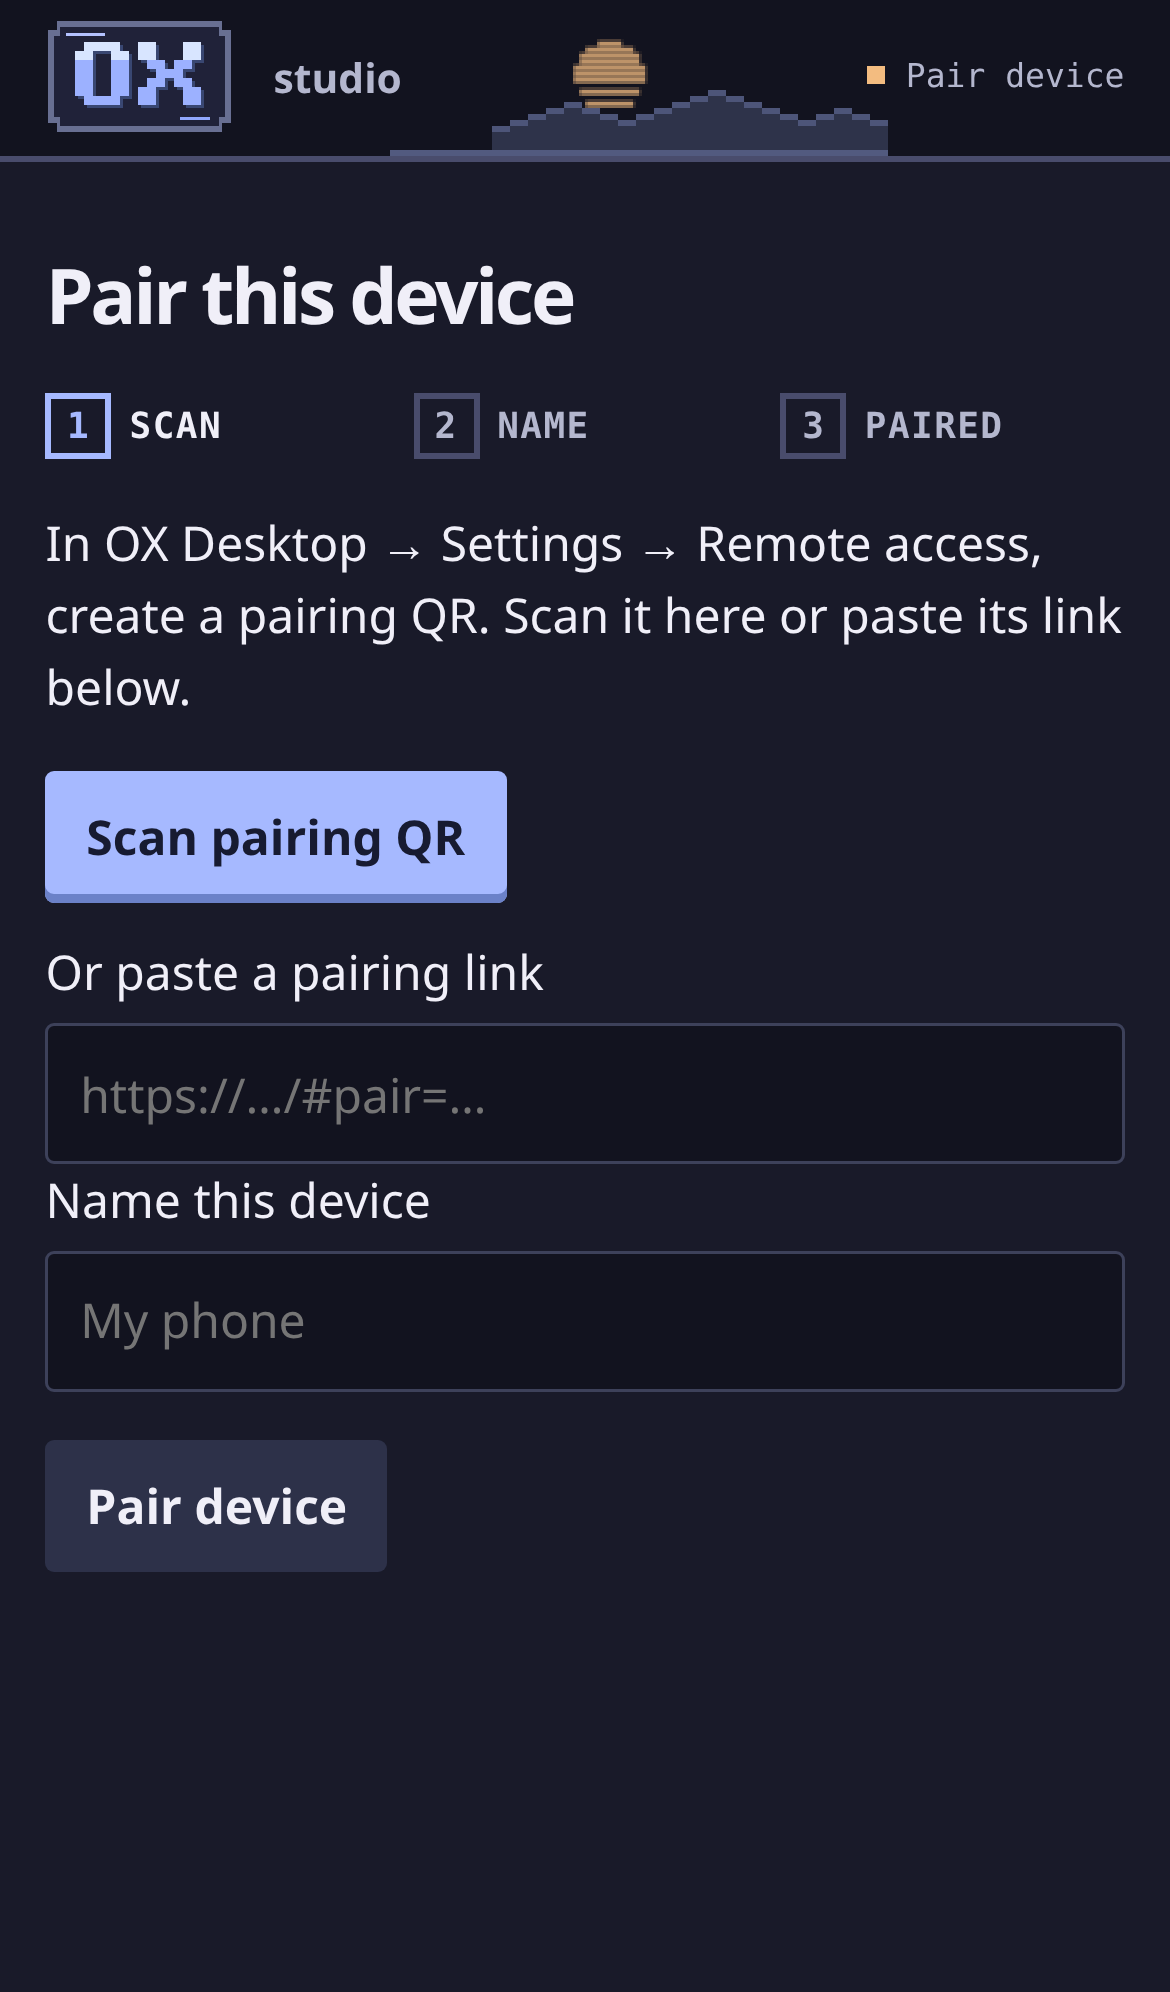 OX studio
Pair device
Pair this device
1 SCAN
2 NAME
3 PAIRED
In OX Desktop → Settings → Remote access,
create a pairing QR. Scan it here or paste its link
below.
Scan pairing QR
Or paste a pairing link
https://.../#pair=...
Name this device
My phone
Pair device